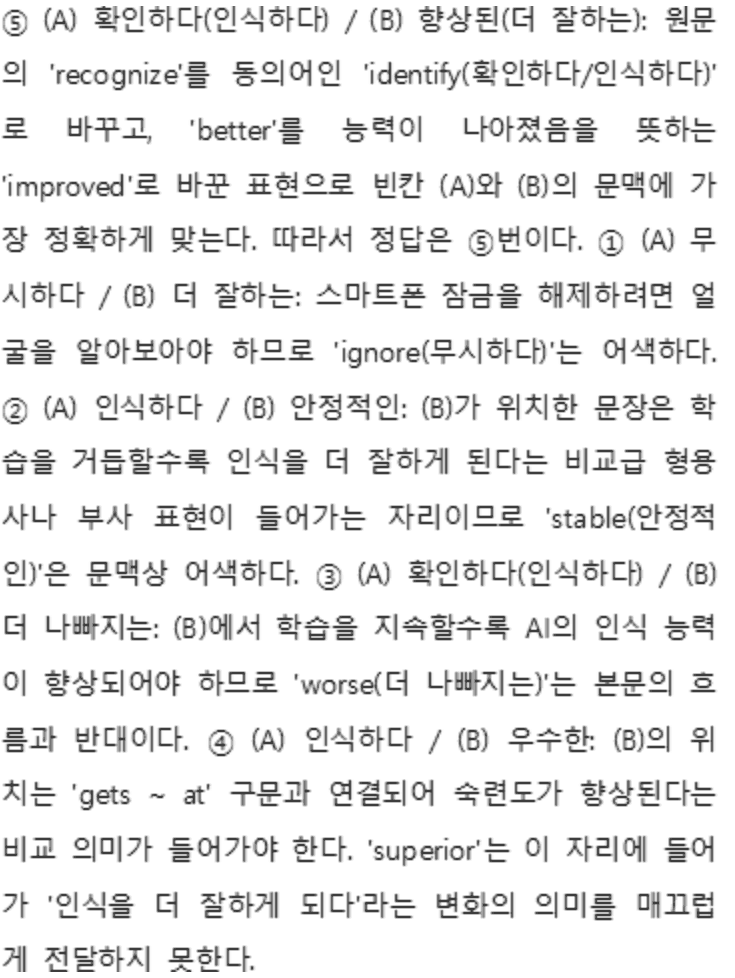 ⑤ (A) 확인하다(인식하다) / (B) 향상된(더 잘하는): 원문
의 'recognize'를 동의어인 'identify(확인하다/인식하다)'
로 바꾸고, 'better'를 능력이 나아졌음을 뜻하는
'improved'로 바꾼 표현으로 빈칸 (A)와 (B)의 문맥에 가
장 정확하게 맞는다. 따라서 정답은 ⑤번이다. ① (A) 무
시하다 / (B) 더 잘하는: 스마트폰 잠금을 해제하려면 얼
굴을 알아보아야 하므로 'ignore(무시하다)'는 어색하다.
② (A) 인식하다 / (B) 안정적인: (B)가 위치한 문장은 학
습을 거듭할수록 인식을 더 잘하게 된다는 비교급 형용
사나 부사 표현이 들어가는 자리이므로 'stable(안정적
인)'은 문맥상 어색하다. ③ (A) 확인하다(인식하다) / (B)
더 나빠지는: (B)에서 학습을 지속할수록 AI의 인식 능력
이 향상되어야 하므로 'worse(더 나빠지는)'는 본문의 흐
름과 반대이다. ④ (A) 인식하다 / (B) 우수한: (B)의 위
치는 'gets ~ at' 구문과 연결되어 숙련도가 향상된다는
비교 의미가 들어가야 한다. 'superior'는 이 자리에 들어
가 '인식을 더 잘하게 되다'라는 변화의 의미를 매끄럽
게 전달하지 못한다.